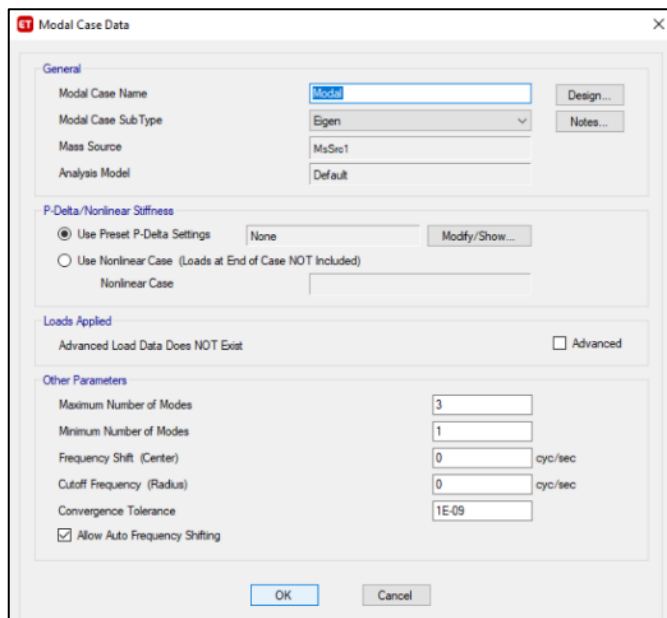 ET Modal Case Data
General
Modal Case Name Modal Design...
Modal Case SubType Eigen Notes...
Mass Source MsSrc1
Analysis Model Default
P-Delta/Nonlinear Stiffness
Use Preset P-Delta Settings None Modify/Show...
Use Nonlinear Case (Loads at End of Case NOT Included)
Nonlinear Case
Loads Applied
Advanced Load Data Does NOT Exist Advanced
Other Parameters
Maximum Number of Modes 3
Minimum Number of Modes 1
Frequency Shift (Center) 0 cyc/sec
Cutoff Frequency (Radius) 0 cyc/sec
Convergence Tolerance 1E-09
Allow Auto Frequency Shifting
OK Cancel